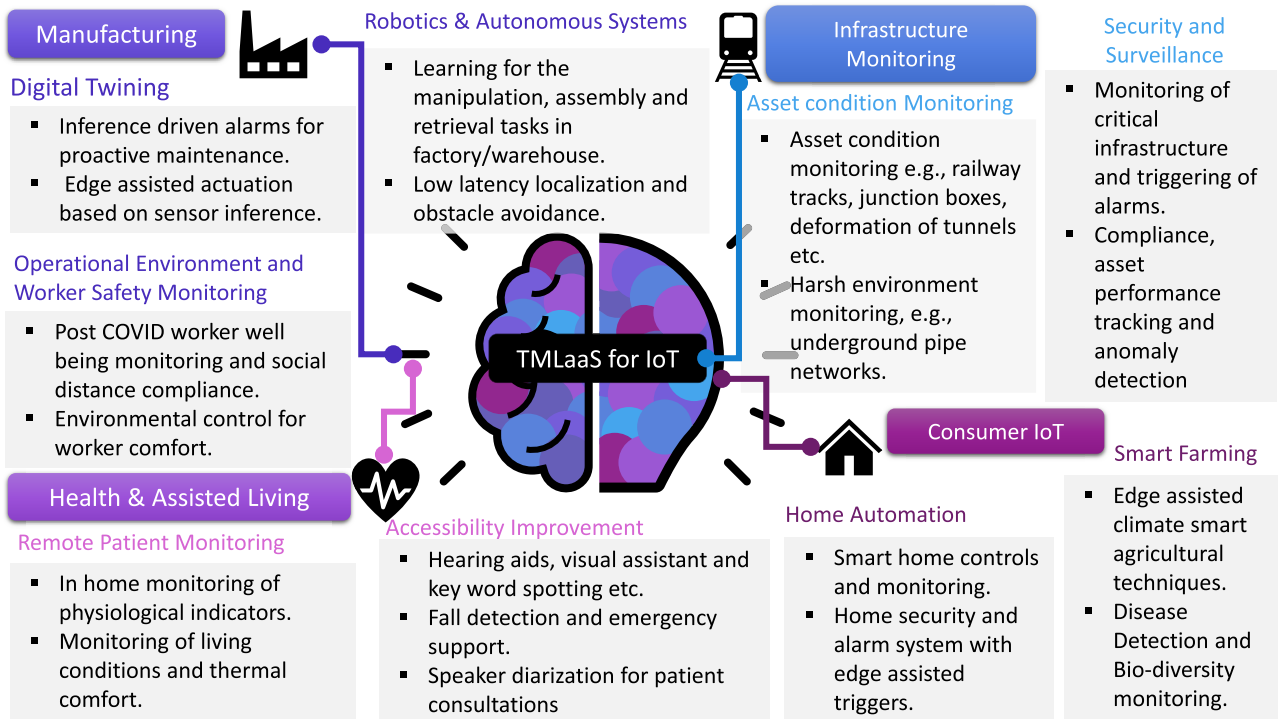 Manufacturing
Digital Twining
▪ Inference driven alarms for
proactive maintenance.
▪ Edge assisted actuation
based on sensor inference.
Operational Environment and
Worker Safety Monitoring
▪ Post COVID worker well
being monitoring and social
distance compliance.
▪ Environmental control for
worker comfort.
Robotics & Autonomous Systems
▪ Learning for the
manipulation, assembly and
retrieval tasks in
factory/warehouse.
▪ Low latency localization and
obstacle avoidance.
Infrastructure
Monitoring
Asset condition Monitoring
▪ Asset condition
monitoring e.g., railway
tracks, junction boxes,
deformation of tunnels
etc.
▪ Harsh environment
monitoring, e.g.,
underground pipe
networks.
Security and
Surveillance
▪ Monitoring of
critical
infrastructure
and triggering of
alarms.
▪ Compliance,
asset
performance
tracking and
anomaly
detection
TMLaaS for IoT
Health & Assisted Living
Remote Patient Monitoring
▪ In home monitoring of
physiological indicators.
▪ Monitoring of living
conditions and thermal
comfort.
Accessibility Improvement
▪ Hearing aids, visual assistant and
key word spotting etc.
▪ Fall detection and emergency
support.
▪ Speaker diarization for patient
consultations
Consumer IoT
Home Automation
▪ Smart home controls
and monitoring.
▪ Home security and
alarm system with
edge assisted
triggers.
Smart Farming
▪ Edge assisted
climate smart
agricultural
techniques.
▪ Disease
Detection and
Bio-diversity
monitoring.